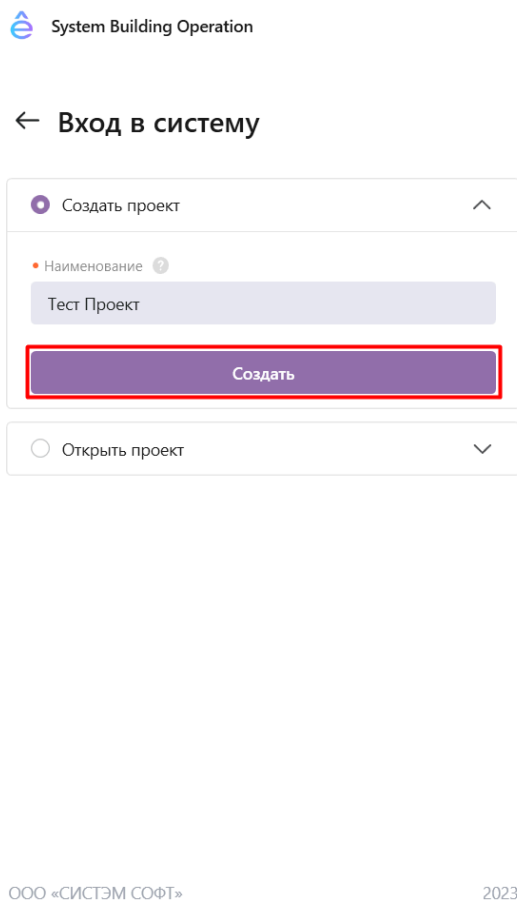 System Building Operation
Вход в систему
Создать проект
• Наименование ?
Тест Проект
Создать
Открыть проект
ООО «СИСТЭМ СОФТ» 2023